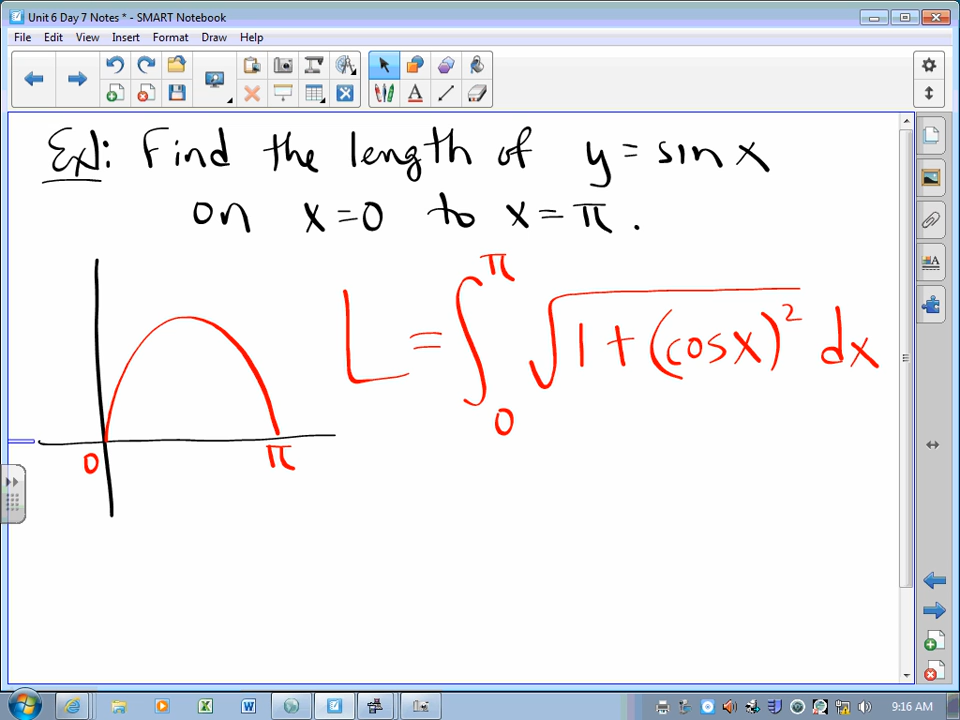 Unit 6 Day 7 Notes * - SMART Notebook
File Edit View Insert Format Draw Help
Ex: Find the length of y = sin x
on x=0 to x = π.
L = ∫₀^π √(1 + (cosx)²) dx
0 π
9:16 AM